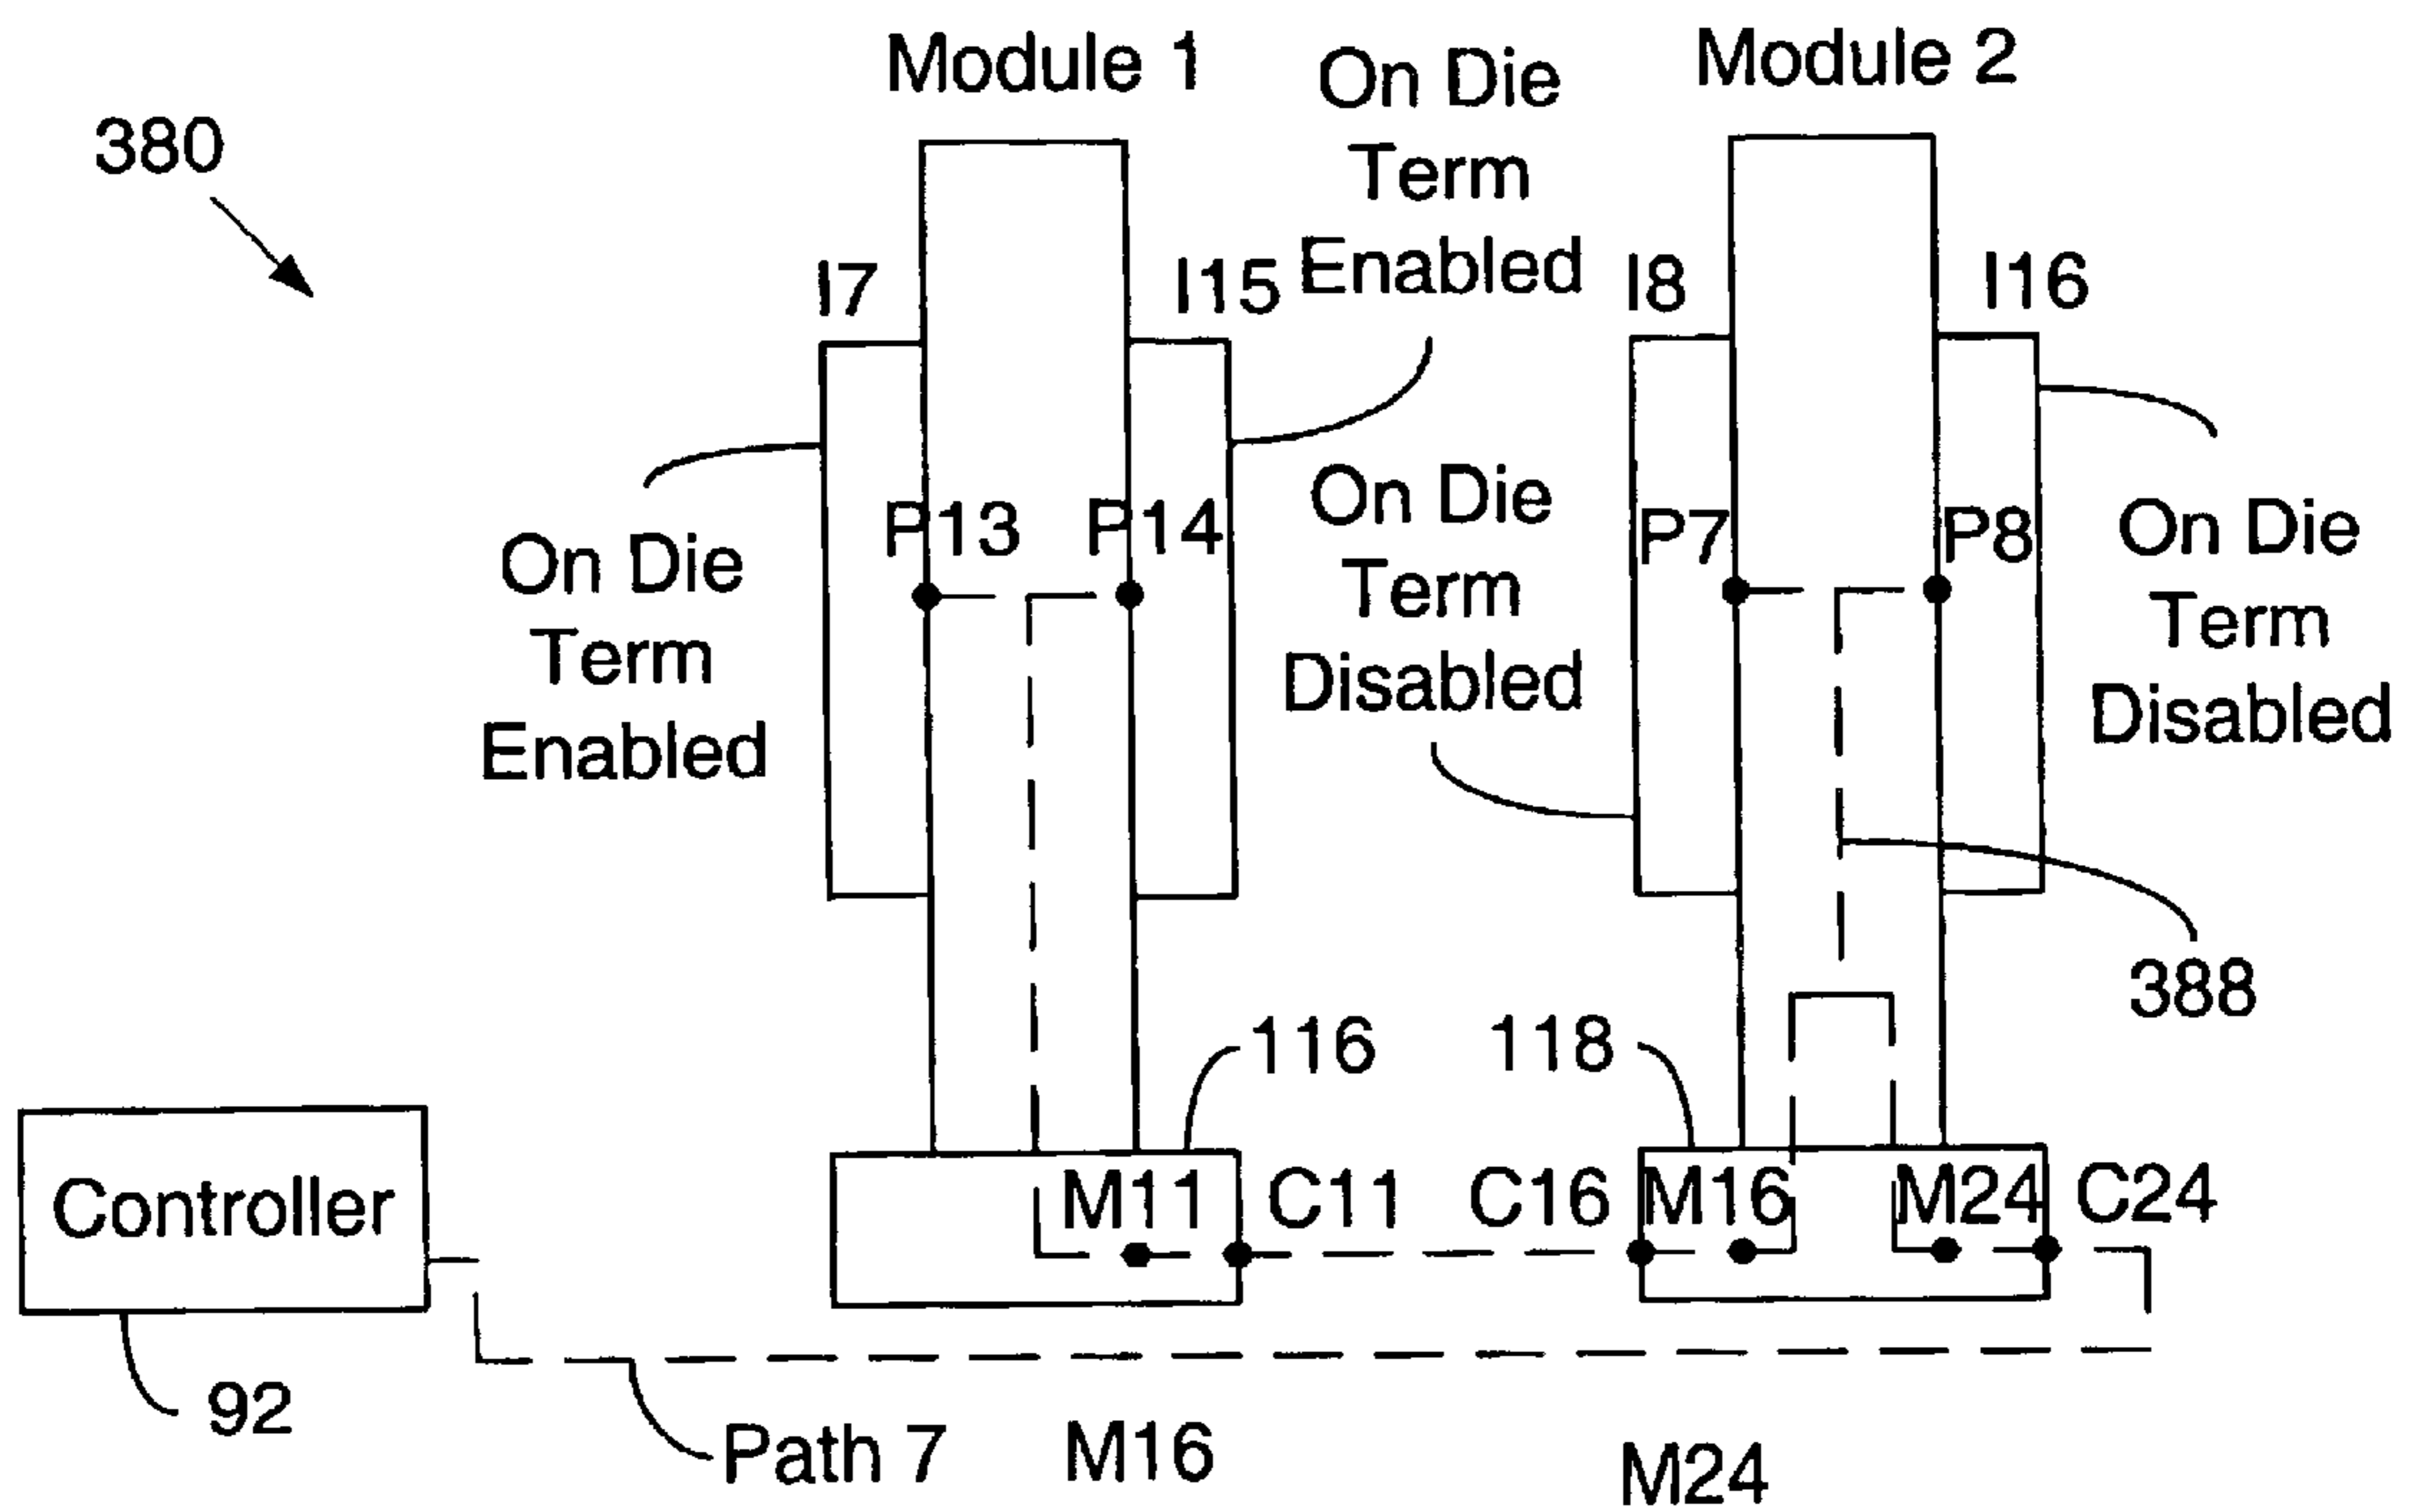 Module 1
Module 2
On Die
Term
Enabled
380
I7
I15
I8
I16
On Die
Term
Disabled
P13
P14
P7
P8
On Die
Term
Enabled
On Die
Term
Disabled
388
116
118
Controller
M11
C11
C16
M16
M24
C24
92
Path 7
M16
M24